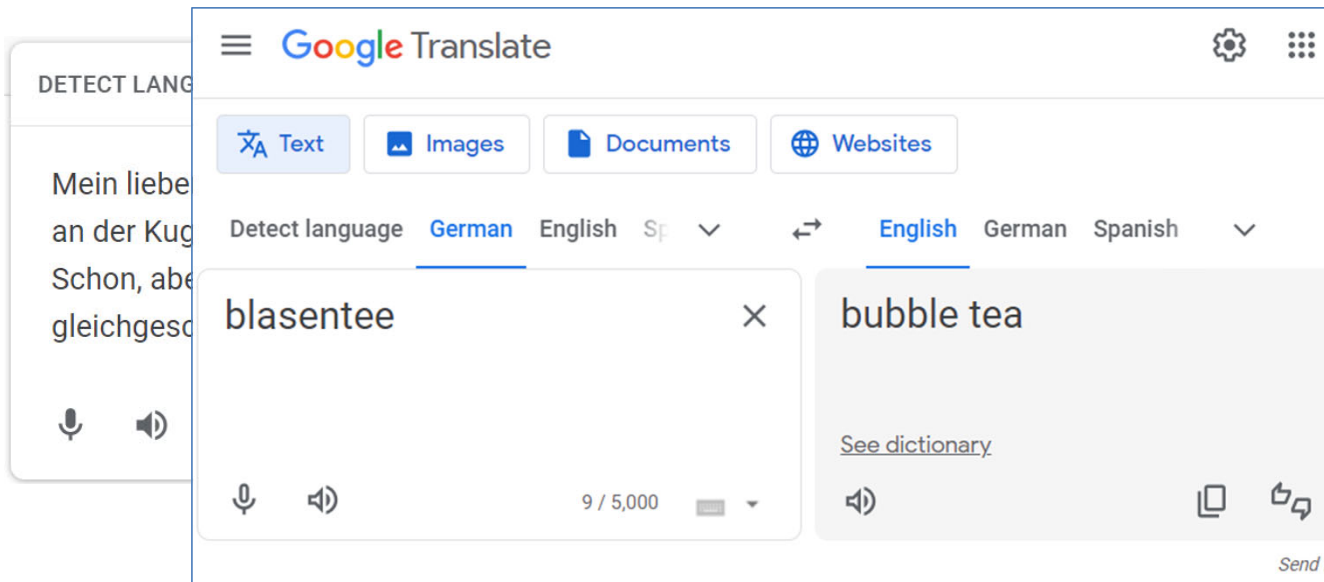 DETECT LANG
Mein liebe
an der Kug
Schon, abe
gleichgesc
Google Translate
Text Images Documents Websites
Detect language German English Sp
English German Spanish
blasentee
bubble tea
See dictionary
9 / 5,000
Send